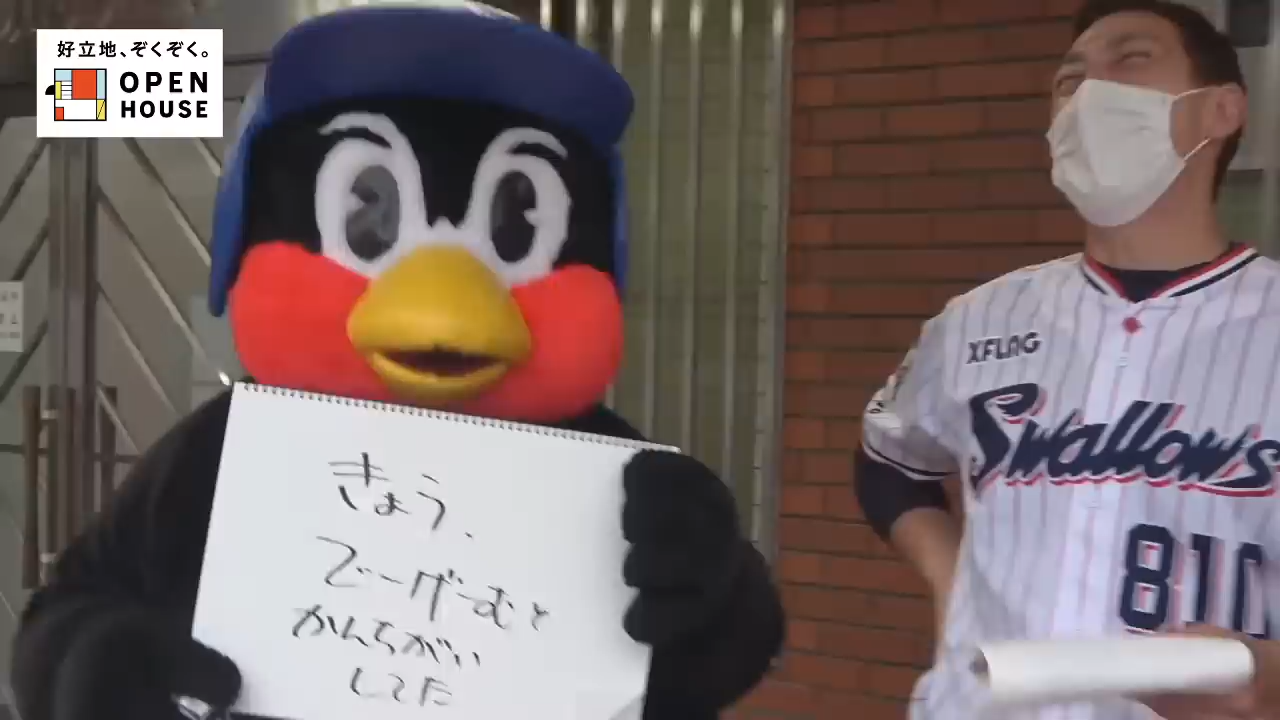 好立地、ぞくぞく。
OPEN
HOUSE
きょう、
でーげーむと
かんちがい
してた
XFLAG
Swallows
810